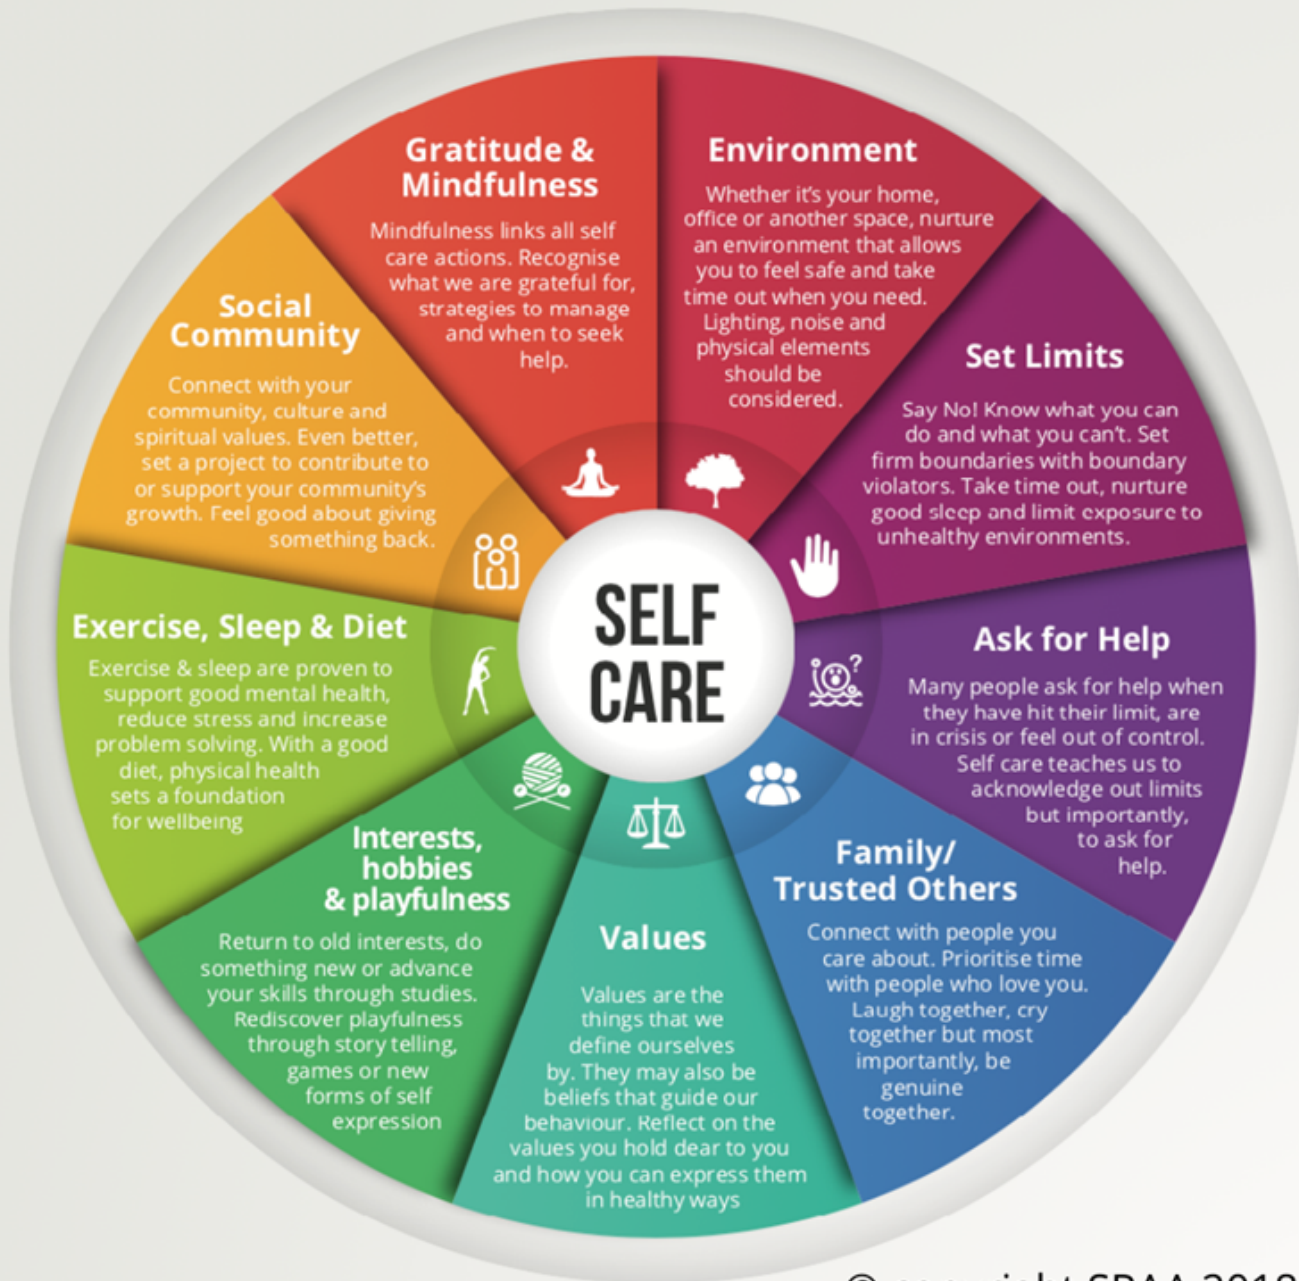 Gratitude &
Mindfulness
Mindfulness links all self
care actions. Recognise
what we are grateful for,
strategies to manage
and when to seek
help.
Environment
Whether it’s your home,
office or another space, nurture
an environment that allows
you to feel safe and take
time out when you need.
Lighting, noise and
physical elements
should be
considered.
Set Limits
Say No! Know what you can
do and what you can’t. Set
firm boundaries with boundary
violators. Take time out, nurture
good sleep and limit exposure to
unhealthy environments.
Ask for Help
Many people ask for help when
they have hit their limit, are
in crisis or feel out of control.
Self care teaches us to
acknowledge out limits
but importantly,
to ask for
help.
Family/
Trusted Others
Connect with people you
care about. Prioritise time
with people who love you.
Laugh together, cry
together but most
importantly, be
genuine
together.
Values
Values are the
things that we
define ourselves
by. They may also be
beliefs that guide our
behaviour. Reflect on the
values you hold dear to you
and how you can express them
in healthy ways
Interests,
hobbies
& playfulness
Return to old interests, do
something new or advance
your skills through studies.
Rediscover playfulness
through story telling,
games or new
forms of self
expression
Exercise, Sleep & Diet
Exercise & sleep are proven to
support good mental health,
reduce stress and increase
problem solving. With a good
diet, physical health
sets a foundation
for wellbeing
Social
Community
Connect with your
community, culture and
spiritual values. Even better,
set a project to contribute to
or support your community’s
growth. Feel good about giving
something back.
SELF
CARE
?
© copyright 2018